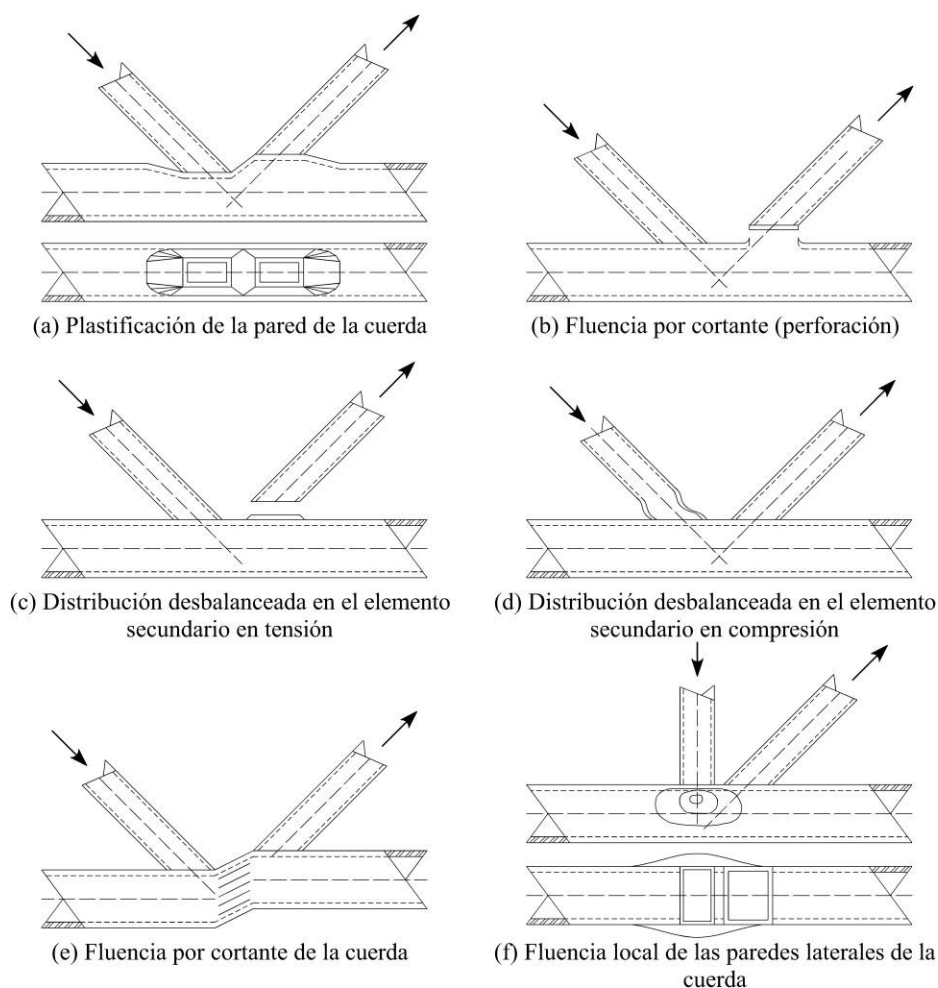 (a) Plastificación de la pared de la cuerda
(b) Fluencia por cortante (perforación)
(c) Distribución desbalanceada en el elemento
secundario en tensión
(d) Distribución desbalanceada en el elemento
secundario en compresión
(e) Fluencia por cortante de la cuerda
(f) Fluencia local de las paredes laterales de la
cuerda